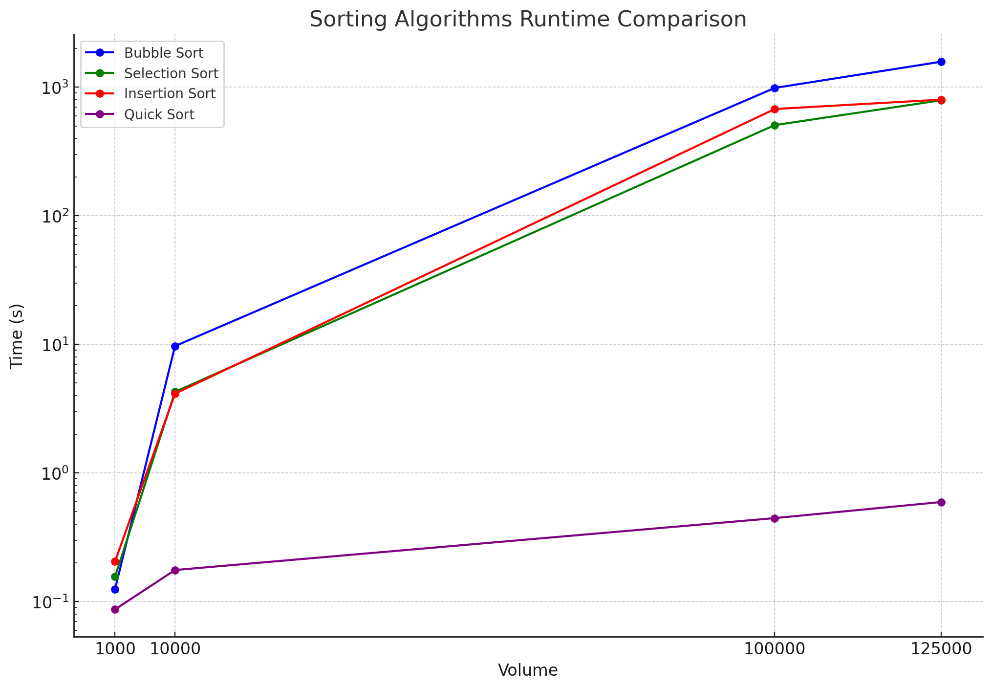 Sorting Algorithms Runtime Comparison
Bubble Sort
Selection Sort
Insertion Sort
Quick Sort
Time (s)
10³
10²
10¹
10⁰
10⁻¹
1000 10000 100000 125000
Volume